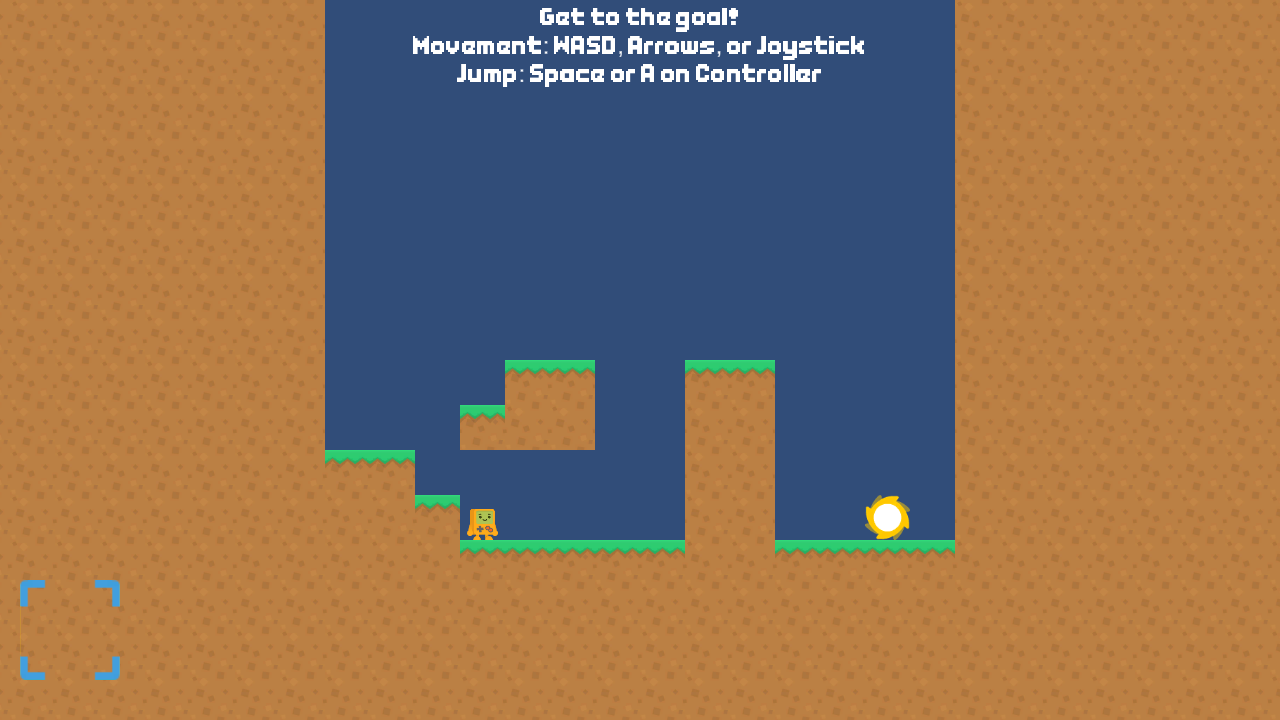 Get to the goal!
Movement: WASD, Arrows, or Joystick
Jump: Space or A on Controller